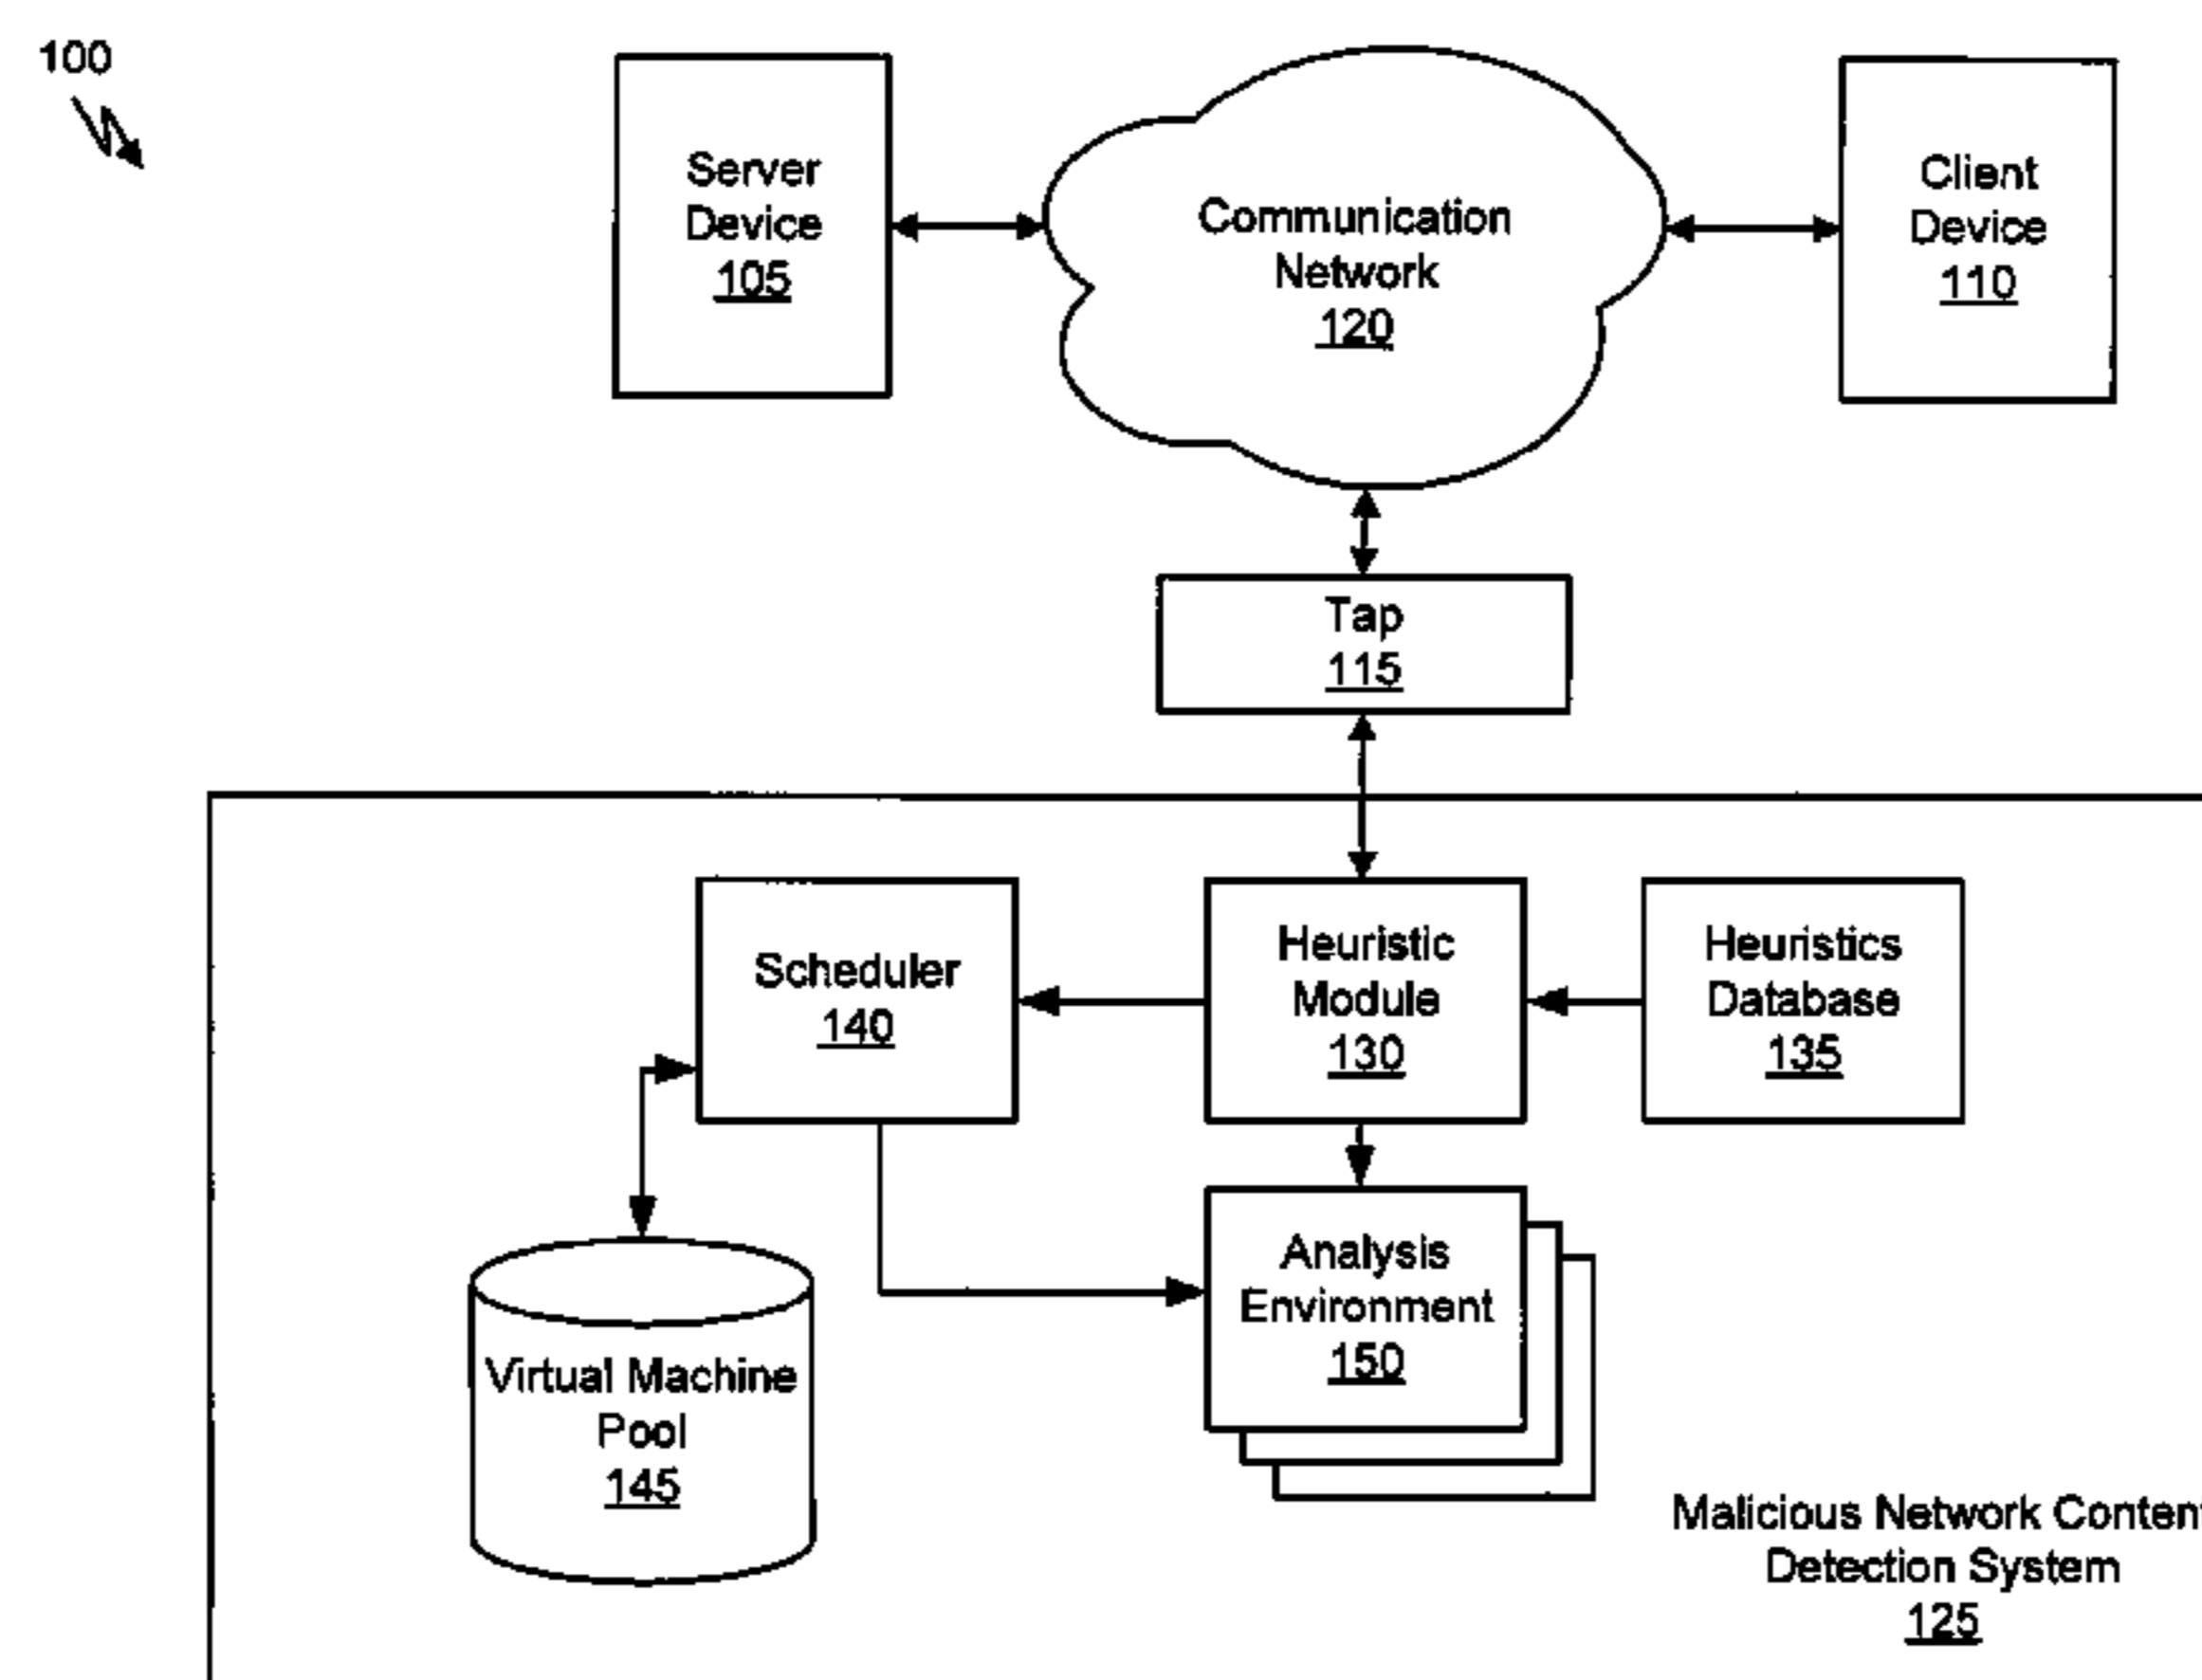 100
Server
Device
105
Communication
Network
120
Client
Device
110
Tap
115
Scheduler
140
Heuristic
Module
130
Heuristics
Database
135
Virtual Machine
Pool
145
Analysis
Environment
150
Malicious Network Content
Detection System
125